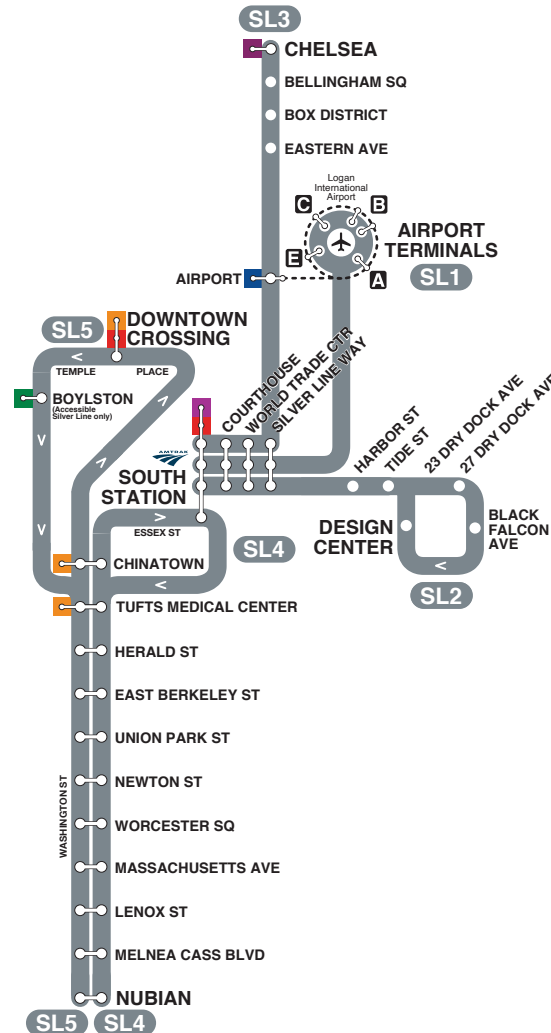 SL3
CHELSEA
BELLINGHAM SQ
BOX DISTRICT
EASTERN AVE
Logan
International
Airport
C
B
E
A
AIRPORT
TERMINALS
SL1
AIRPORT
SL5
DOWNTOWN
CROSSING
TEMPLE
PLACE
BOYLSTON
(Accessible
Silver Line only)
COURTHOUSE
WORLD TRADE CTR
SILVER LINE WAY
AMTRAK
SOUTH
STATION
HARBOR ST
TIDE ST
23 DRY DOCK AVE
27 DRY DOCK AVE
ESSEX ST
SL4
DESIGN
CENTER
BLACK
FALCON
AVE
SL2
CHINATOWN
TUFTS MEDICAL CENTER
HERALD ST
EAST BERKELEY ST
UNION PARK ST
NEWTON ST
WASHINGTON ST
WORCESTER SQ
MASSACHUSETTS AVE
LENOX ST
MELNEA CASS BLVD
NUBIAN
SL5
SL4